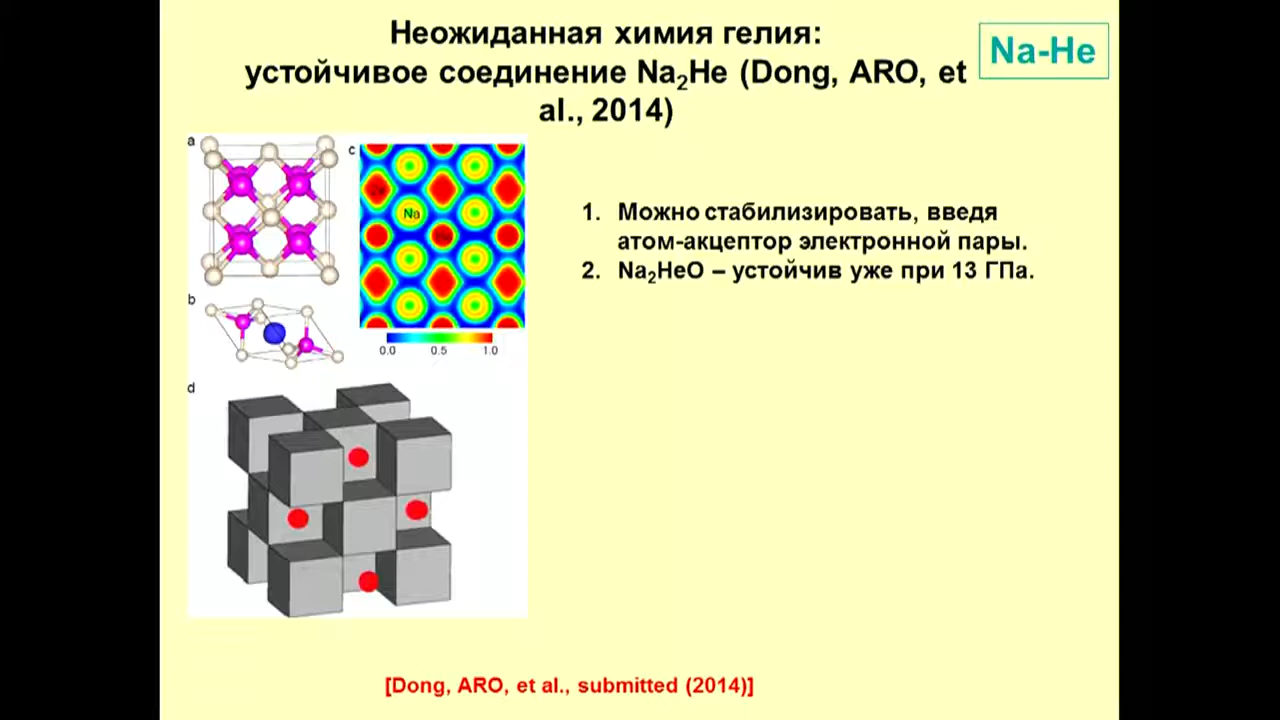 Неожиданная химия гелия:
устойчивое соединение Na₂He (Dong, ARO, et
al., 2014)
Na-He
a
c
Na
b
0.0 0.5 1.0
d
1. Можно стабилизировать, введя
атом-акцептор электронной пары.
2. Na₂HeO – устойчив уже при 13 ГПа.
[Dong, ARO, et al., submitted (2014)]